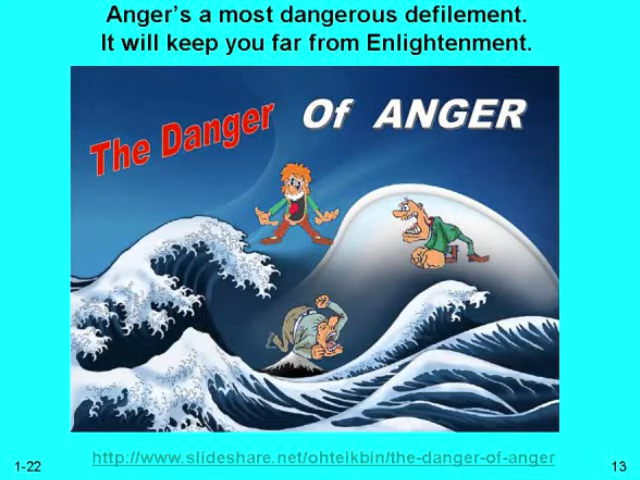 Anger's a most dangerous defilement.
It will keep you far from Enlightenment.
The Danger Of ANGER
http://www.slideshare.net/ohteikbin/the-danger-of-anger
1-22
13